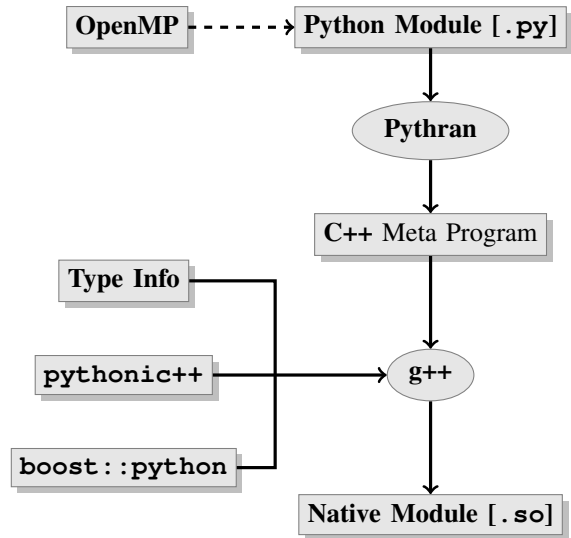 OpenMP
Python Module [.py]
Pythran
C++ Meta Program
Type Info
pythonic++
g++
boost::python
Native Module [.so]